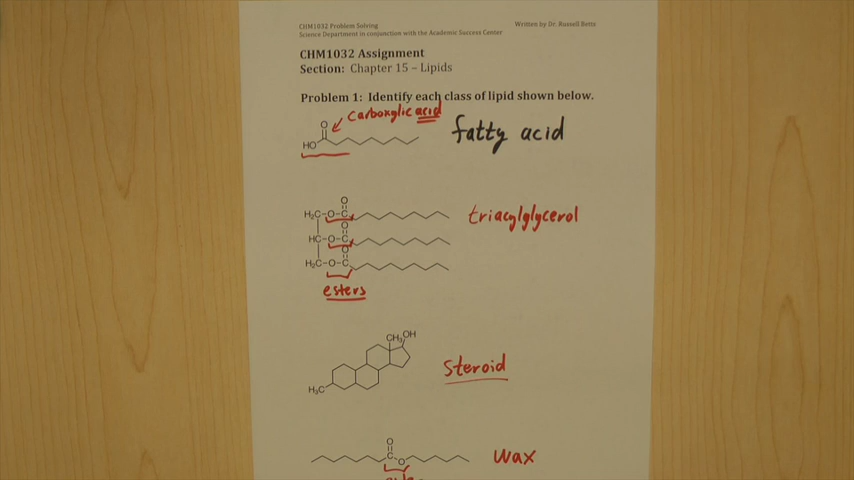 CHM1032 Problem Solving
Written by Dr. Russell Betts
Science Department in conjunction with the Academic Success Center
CHM1032 Assignment
Section: Chapter 15 – Lipids
Problem 1: Identify each class of lipid shown below.
carboxylic acid
O
HO
fatty acid
O
H₂C-O-C
triacylglycerol
O
HC-O-C
O
H₂C-O-C
esters
CH₃ OH
steroid
H₃C
O
C
O
wax